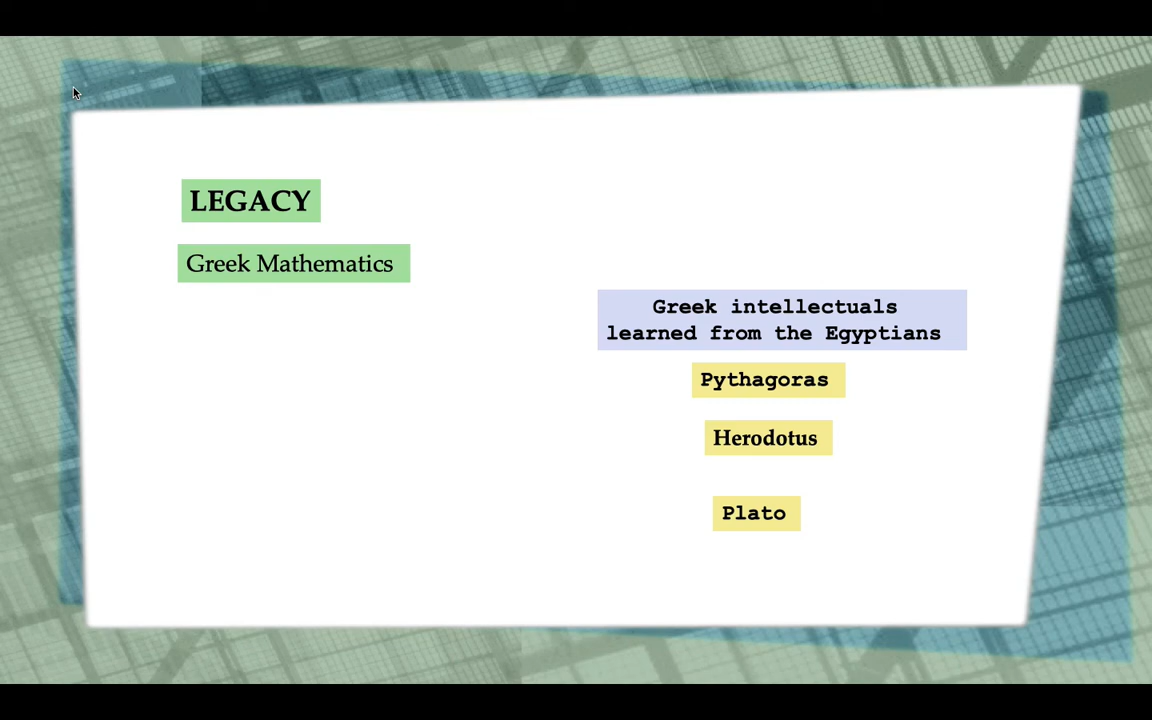 LEGACY
Greek Mathematics
Greek intellectuals
learned from the Egyptians
Pythagoras
Herodotus
Plato